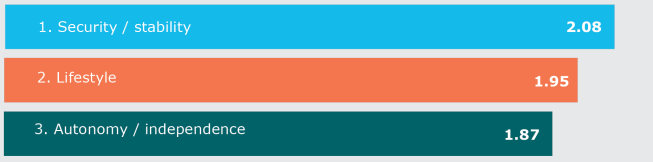 1. Security / stability 2.08
2. Lifestyle 1.95
3. Autonomy / independence 1.87